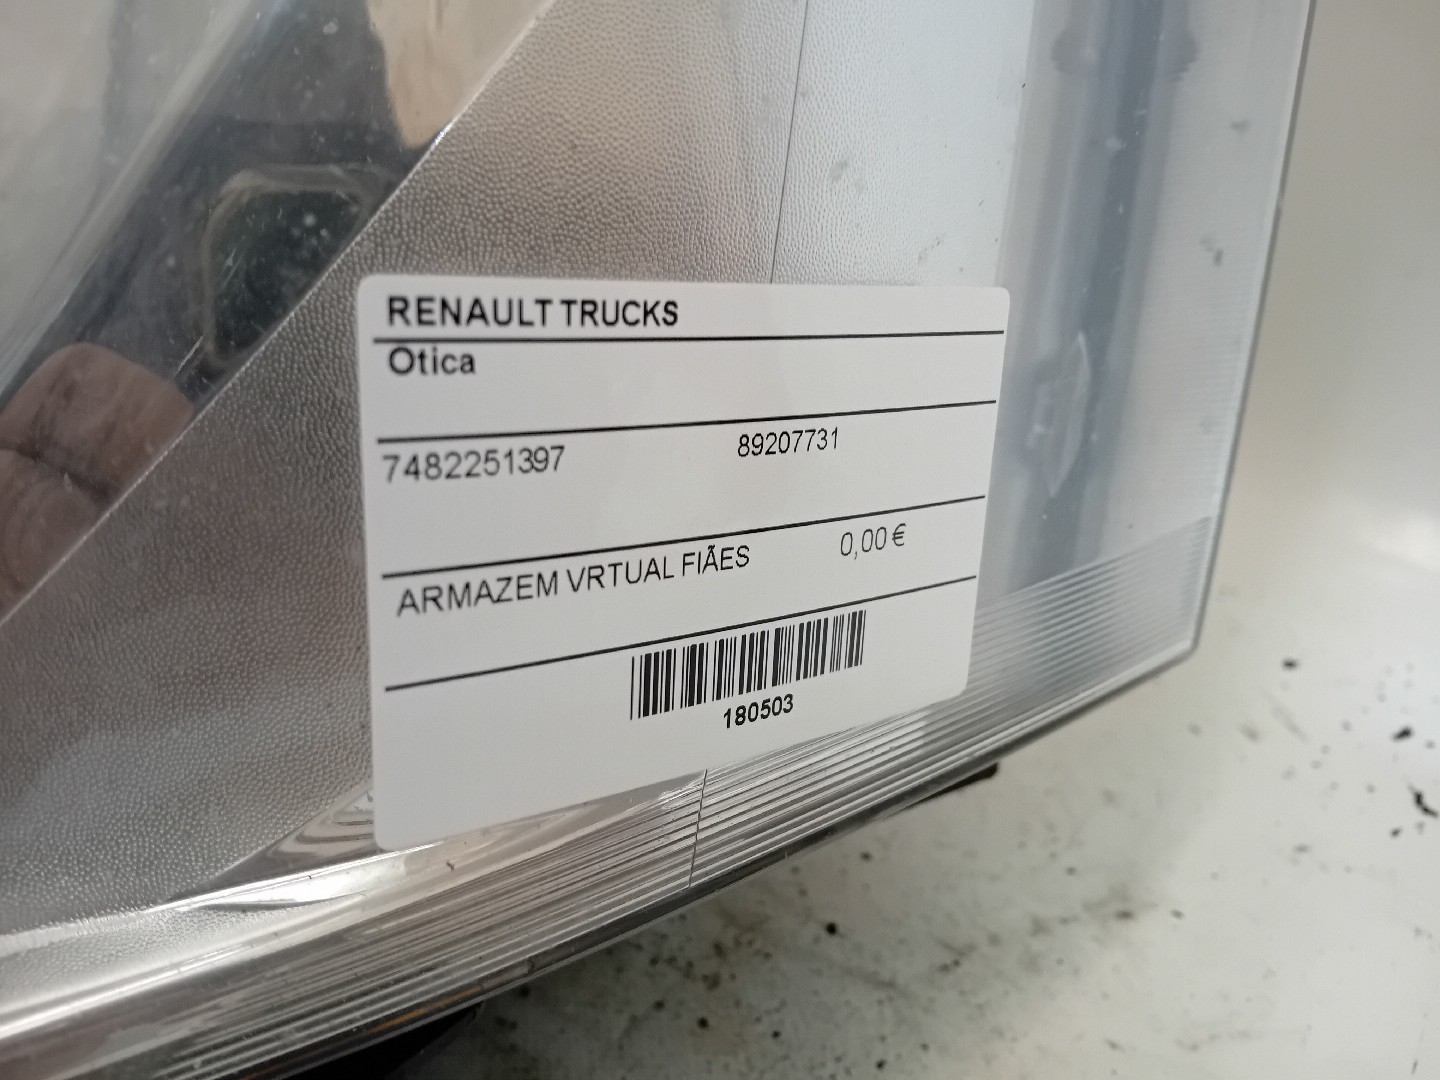 RENAULT TRUCKS
Otica
7482251397 89207731
ARMAZEM VRTUAL FIÃES 0,00 €
180503